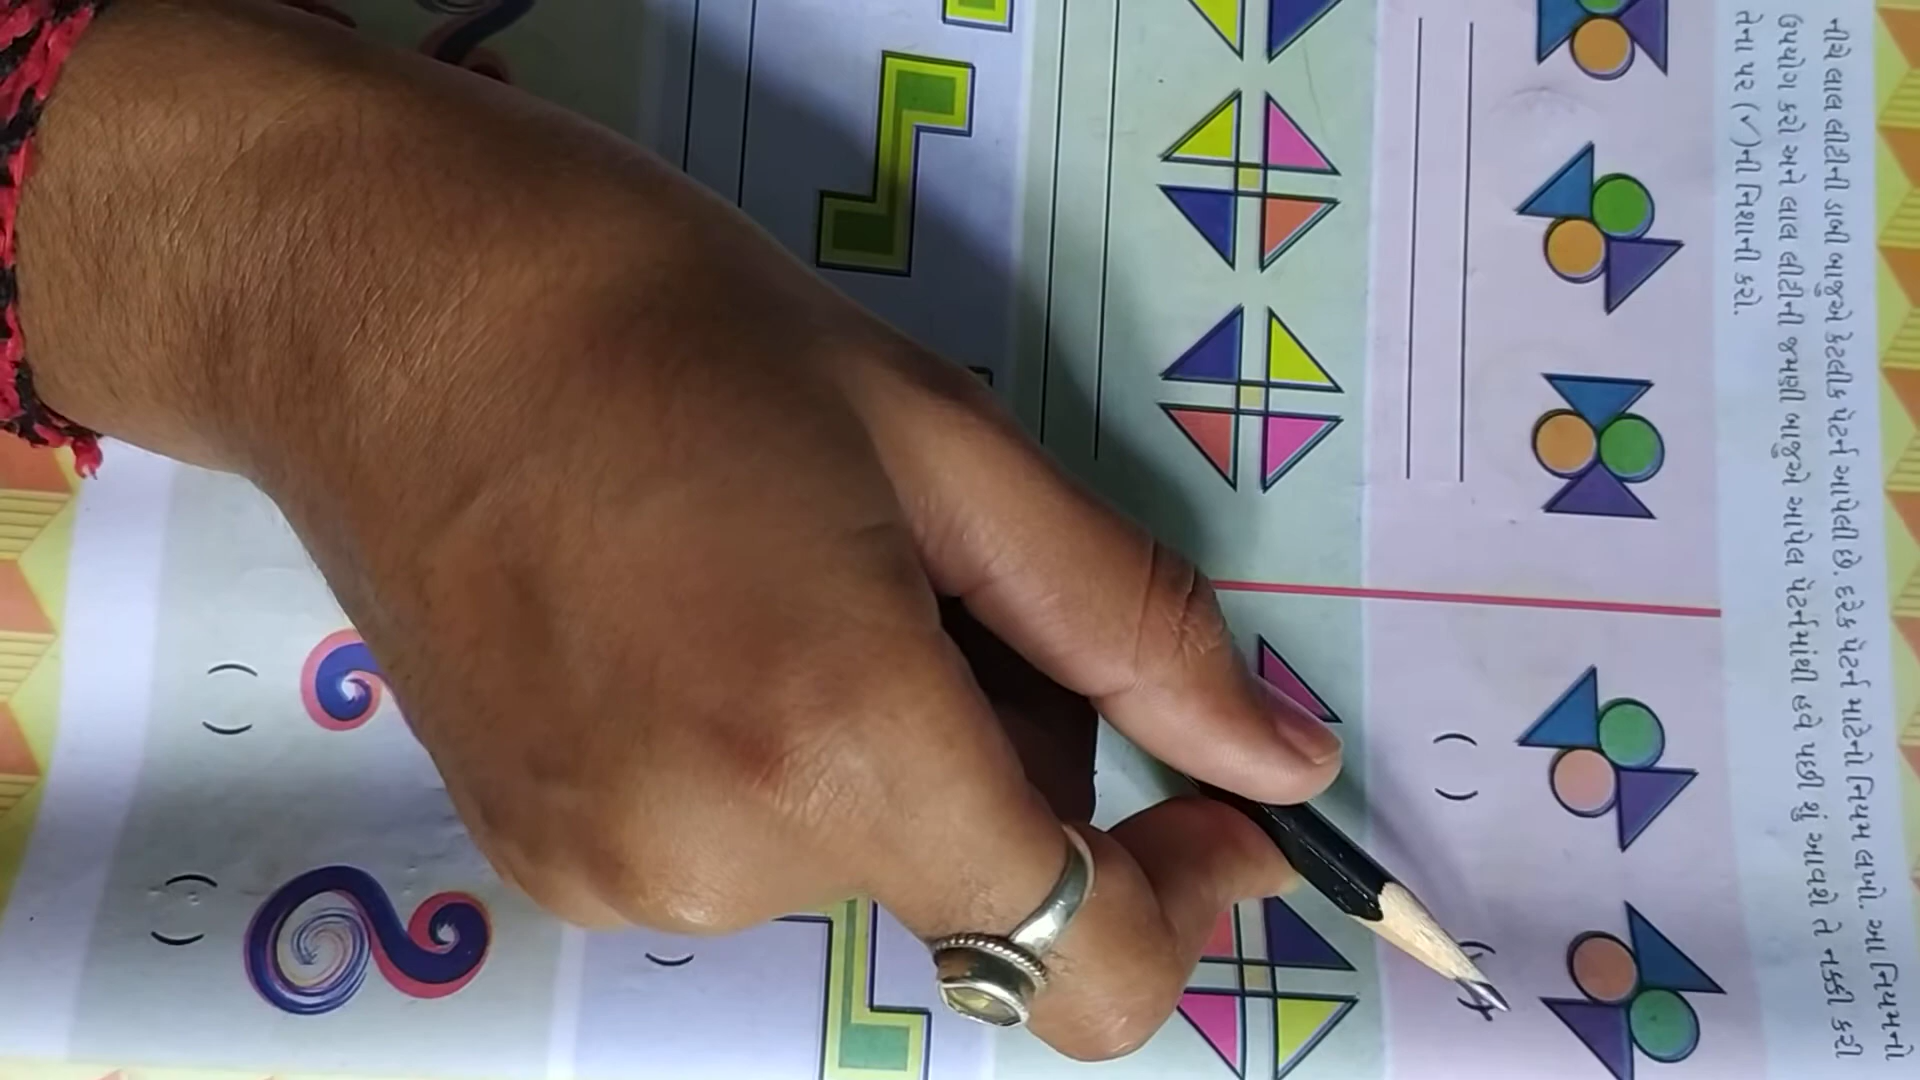 નીચે લાલ લીટીની ડાબી બાજુએ કેટલીક પેટર્ન આપેલી છે. દરેક પેટર્ન માટેનો નિયમ લખો. આ નિયમનો
ઉપયોગ કરો અને લાલ લીટીની જમણી બાજુએ આપેલ પેટર્નમાંથી હવે પછી શું આવશે તે નક્કી કરી
તેના પર (✓)ની નિશાની કરો.
( )
( )
( )
( )
)